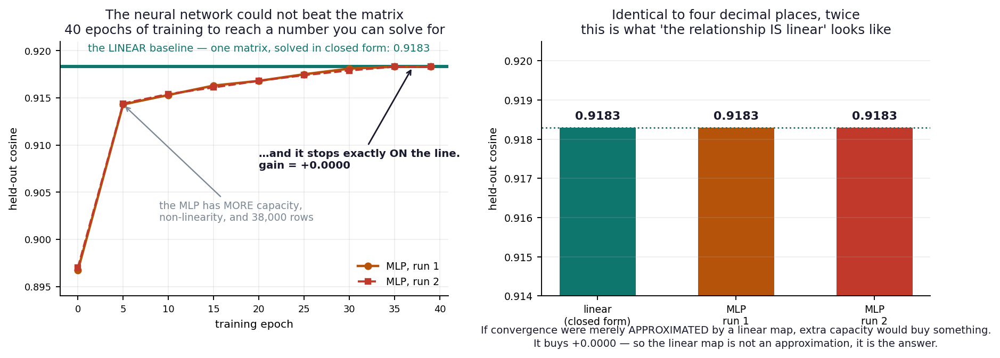 The neural network could not beat the matrix
40 epochs of training to reach a number you can solve for
the LINEAR baseline — one matrix, solved in closed form: 0.9183
0.920
0.915
0.910
0.905
0.900
0.895
held-out cosine
…and it stops exactly ON the line.
gain = +0.0000
the MLP has MORE capacity,
non-linearity, and 38,000 rows
MLP, run 1
MLP, run 2
0 5 10 15 20 25 30 35 40
training epoch
Identical to four decimal places, twice
this is what 'the relationship IS linear' looks like
0.920
0.919
0.918
0.917
0.916
0.915
0.914
held-out cosine
0.9183 0.9183 0.9183
linear
(closed form)
MLP
run 1
MLP
run 2
If convergence were merely APPROXIMATED by a linear map, extra capacity would buy something.
It buys +0.0000 — so the linear map is not an approximation, it is the answer.